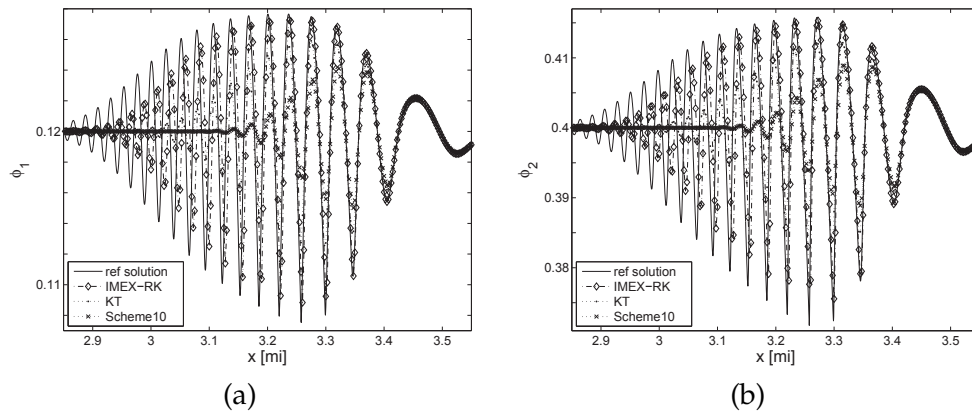 0.12
0.11
ϕ1
ref solution
IMEX−RK
KT
Scheme10
2.9 3 3.1 3.2 3.3 3.4 3.5
x [mi]
(a)
0.41
0.4
0.39
0.38
ϕ2
ref solution
IMEX−RK
KT
Scheme10
2.9 3 3.1 3.2 3.3 3.4 3.5
x [mi]
(b)